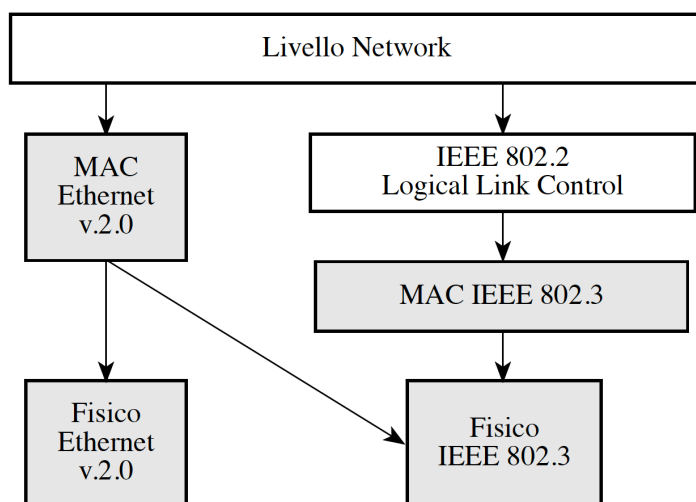 Livello Network
MAC
Ethernet
v.2.0
IEEE 802.2
Logical Link Control
MAC IEEE 802.3
Fisico
Ethernet
v.2.0
Fisico
IEEE 802.3